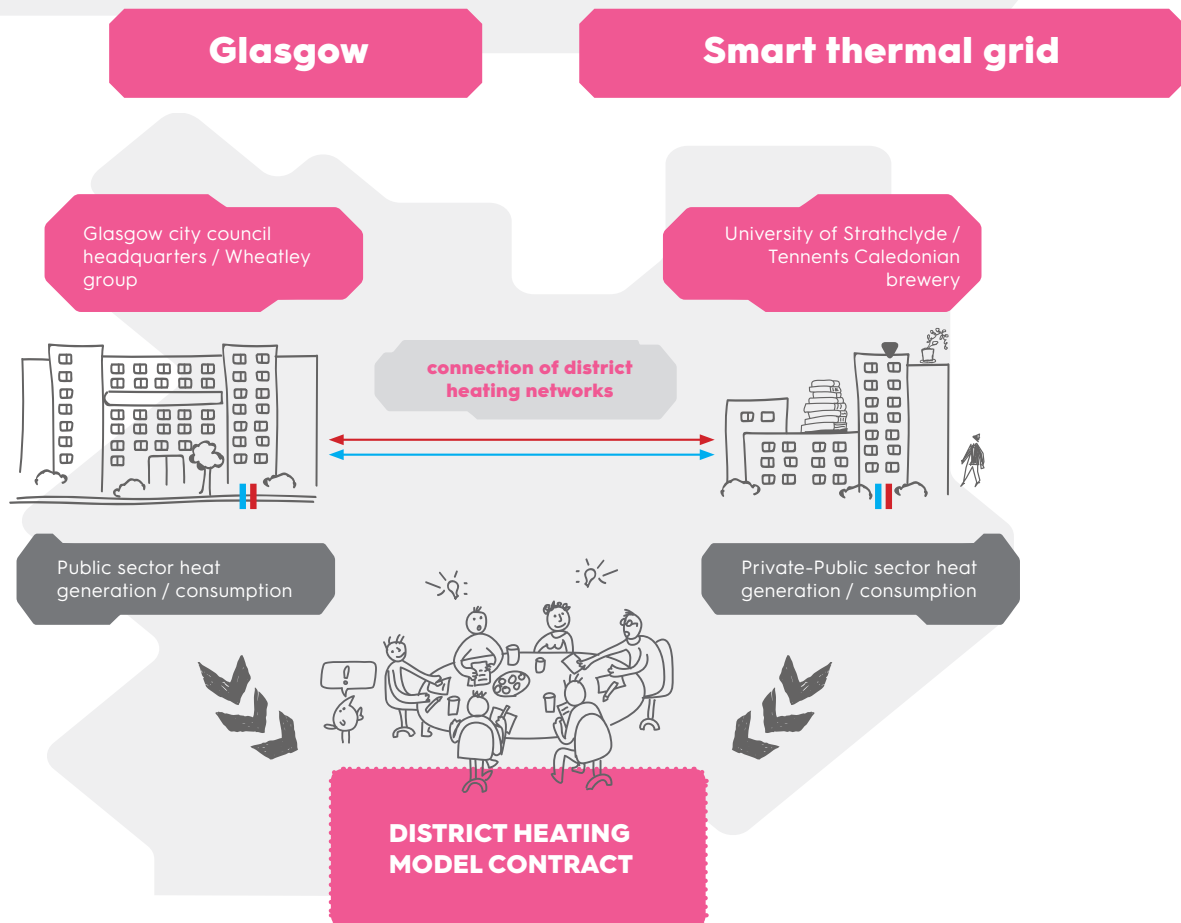 Glasgow
Smart thermal grid
Glasgow city council
headquarters / Wheatley
group
University of Strathclyde /
Tennents Caledonian
brewery
connection of district
heating networks
Public sector heat
generation / consumption
Private-Public sector heat
generation / consumption
!
DISTRICT HEATING
MODEL CONTRACT